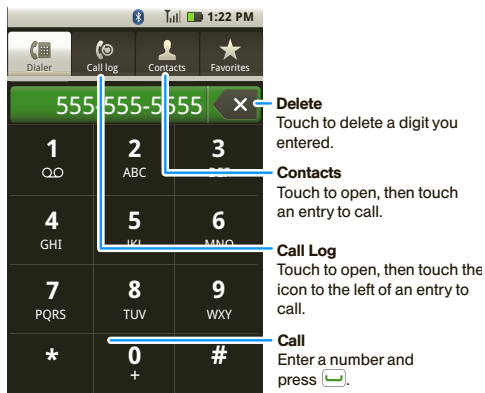 1:22 PM
Dialer Call log Contacts Favorites
555-555-5555
Delete
Touch to delete a digit you
entered.
1 2 3
ABC DEF
Contacts
Touch to open, then touch
an entry to call.
4 5 6
GHI JKL MNO
Call Log
Touch to open, then touch the
icon to the left of an entry to
call.
7 8 9
PQRS TUV WXY
* 0 #
+
Call
Enter a number and
press .